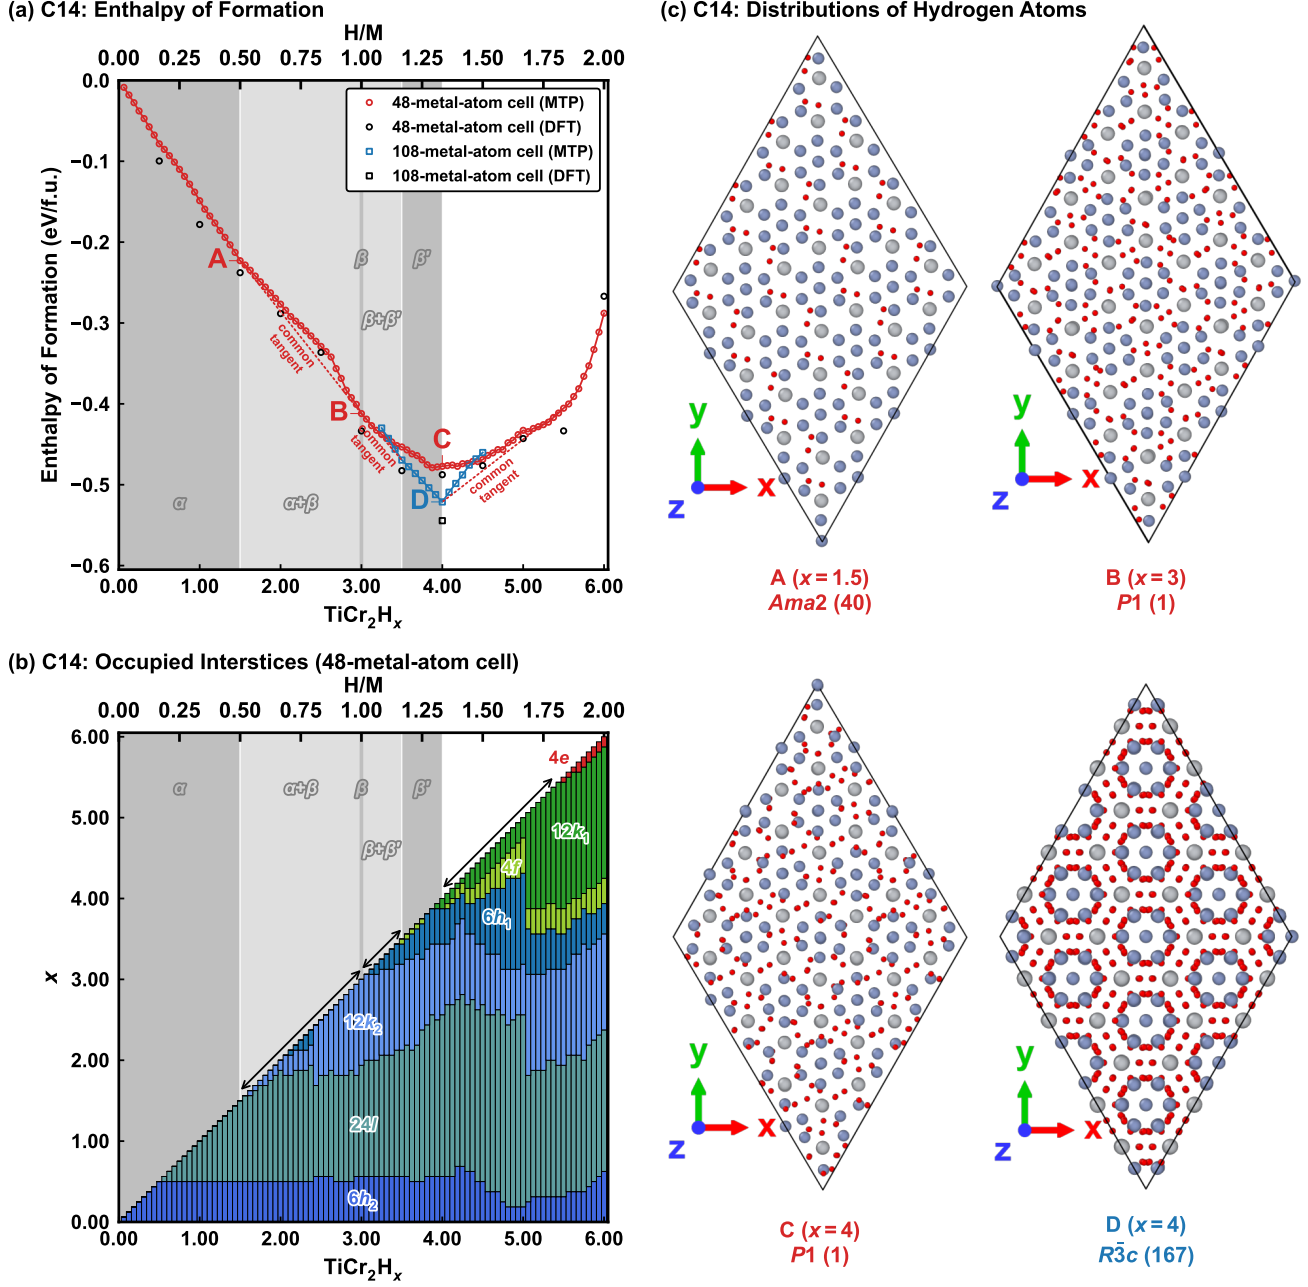 (a) C14: Enthalpy of Formation
H/M
0.00 0.25 0.50 0.75 1.00 1.25 1.50 1.75 2.00
0.0
−0.1
−0.2
−0.3
−0.4
−0.5
−0.6
Enthalpy of Formation (eV/f.u.)
48-metal-atom cell (MTP)
48-metal-atom cell (DFT)
108-metal-atom cell (MTP)
108-metal-atom cell (DFT)
A
B
C
D
common
tangent
common
tangent
common
tangent
α
α+β
β
β+β′
β′
0.00 1.00 2.00 3.00 4.00 5.00 6.00
TiCr₂Hₓ
(b) C14: Occupied Interstices (48-metal-atom cell)
H/M
0.00 0.25 0.50 0.75 1.00 1.25 1.50 1.75 2.00
6.00
5.00
4.00
3.00
2.00
1.00
0.00
x
α
α+β
β
β+β′
β′
4e
12k₁
4f
6h₁
12k₂
24l
6h₂
0.00 1.00 2.00 3.00 4.00 5.00 6.00
TiCr₂Hₓ
(c) C14: Distributions of Hydrogen Atoms
y
x
z
A (x = 1.5)
Ama2 (40)
y
x
z
B (x = 3)
P1 (1)
y
x
z
C (x = 4)
P1 (1)
y
x
z
D (x = 4)
R3̄c (167)